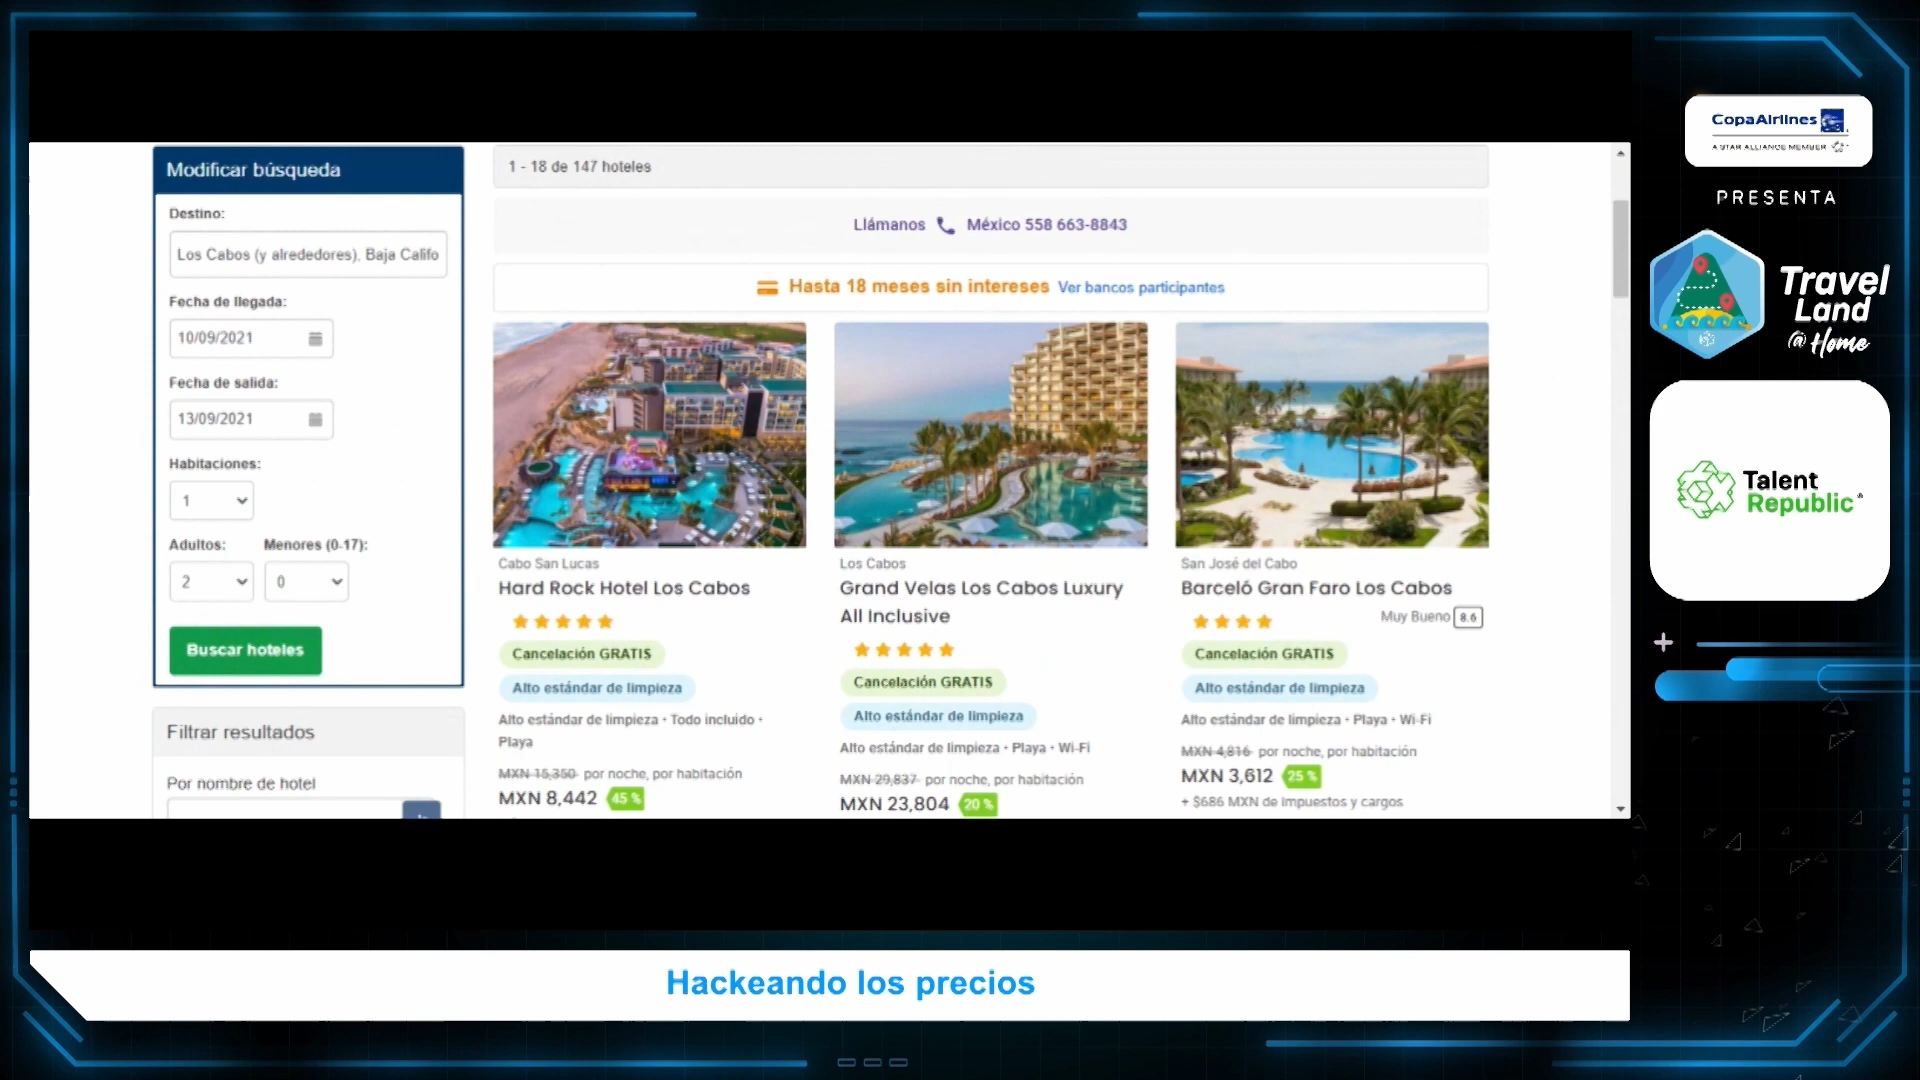 Modificar búsqueda
Destino:
Los Cabos (y alrededores), Baja Califo
Fecha de llegada:
10/09/2021
Fecha de salida:
13/09/2021
Habitaciones:
1
Adultos: Menores (0-17):
2 0
Buscar hoteles
Filtrar resultados
Por nombre de hotel
1 - 18 de 147 hoteles
Llámanos México 558 663-8843
Hasta 18 meses sin intereses Ver bancos participantes
Cabo San Lucas
Hard Rock Hotel Los Cabos
Cancelación GRATIS
Alto estándar de limpieza
Alto estándar de limpieza • Todo incluido •
Playa
MXN 15,350 por noche, por habitación
MXN 8,442 45 %
Los Cabos
Grand Velas Los Cabos Luxury
All Inclusive
Cancelación GRATIS
Alto estándar de limpieza
Alto estándar de limpieza • Playa • Wi-Fi
MXN 29,837 por noche, por habitación
MXN 23,804 20 %
San José del Cabo
Barceló Gran Faro Los Cabos
Muy Bueno 8.6
Cancelación GRATIS
Alto estándar de limpieza
Alto estándar de limpieza • Playa • Wi-Fi
MXN 4,816 por noche, por habitación
MXN 3,612 25 %
+ $686 MXN de impuestos y cargos
CopaAirlines
A STAR ALLIANCE MEMBER
PRESENTA
Travel
Land
@Home
Talent
Republic
Hackeando los precios